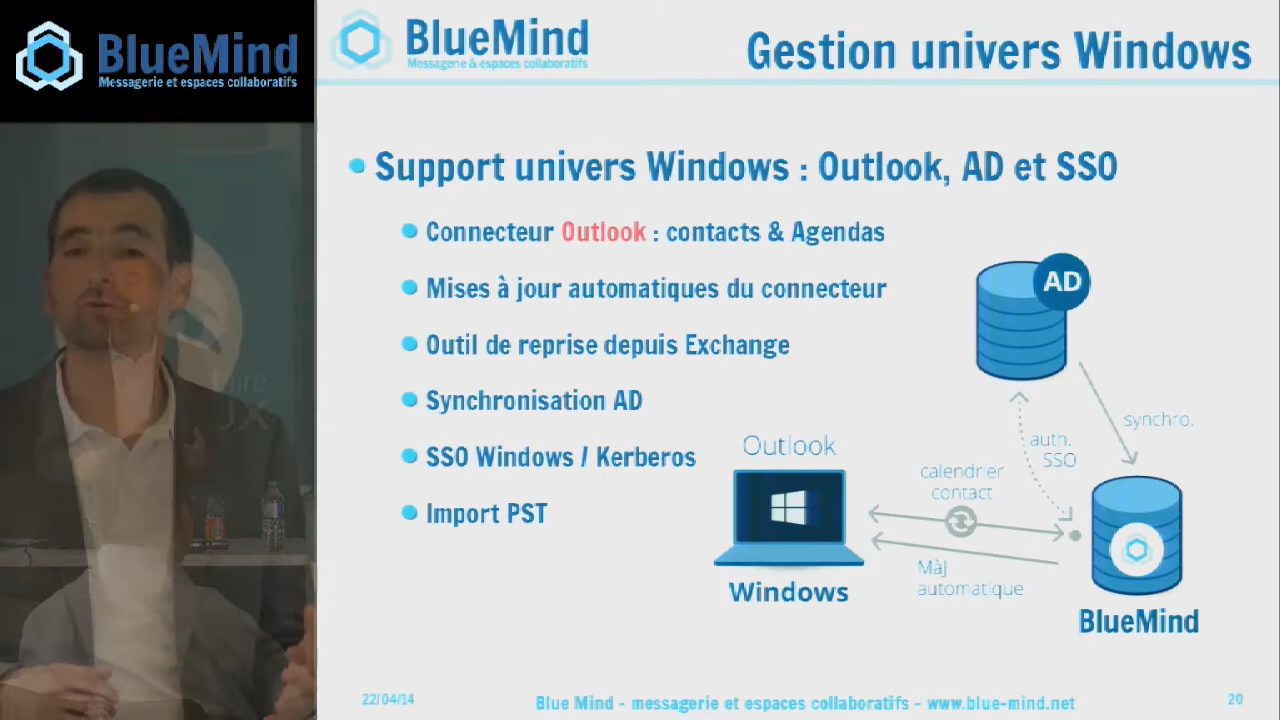 BlueMind
Messagerie et espaces collaboratifs
BlueMind
Messagerie & espaces collaboratifs
Gestion univers Windows
Support univers Windows : Outlook, AD et SSO
Connecteur Outlook : contacts & Agendas
Mises à jour automatiques du connecteur
Outil de reprise depuis Exchange
Synchronisation AD
SSO Windows / Kerberos
Import PST
AD
synchro.
auth.
SSO
Outlook
calendrier
contact
MàJ
automatique
Windows
BlueMind
22/04/14
Blue Mind - messagerie et espaces collaboratifs - www.blue-mind.net
20